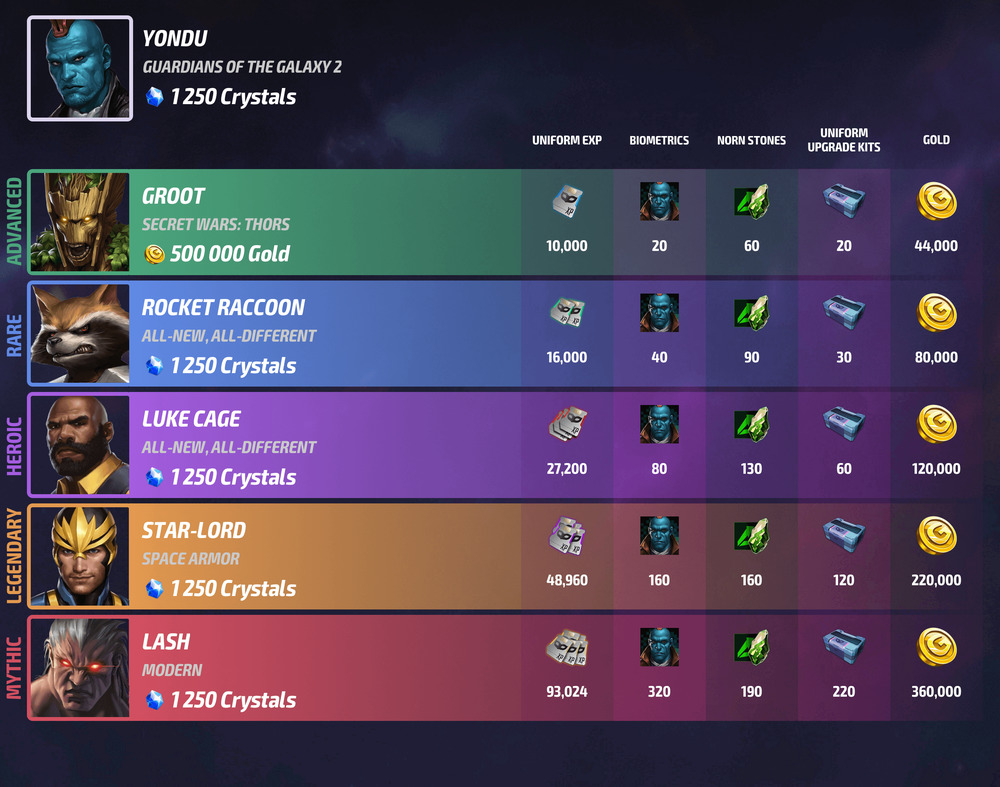 YONDU
GUARDIANS OF THE GALAXY 2
1 250 Crystals
UNIFORM EXP BIOMETRICS NORN STONES UNIFORM UPGRADE KITS GOLD
ADVANCED
GROOT
SECRET WARS: THORS
500 000 Gold
10,000 20 60 20 44,000
RARE
ROCKET RACCOON
ALL-NEW, ALL-DIFFERENT
1 250 Crystals
16,000 40 90 30 80,000
HEROIC
LUKE CAGE
ALL-NEW, ALL-DIFFERENT
1 250 Crystals
27,200 80 130 60 120,000
LEGENDARY
STAR-LORD
SPACE ARMOR
1 250 Crystals
48,960 160 160 120 220,000
MYTHIC
LASH
MODERN
1 250 Crystals
93,024 320 190 220 360,000